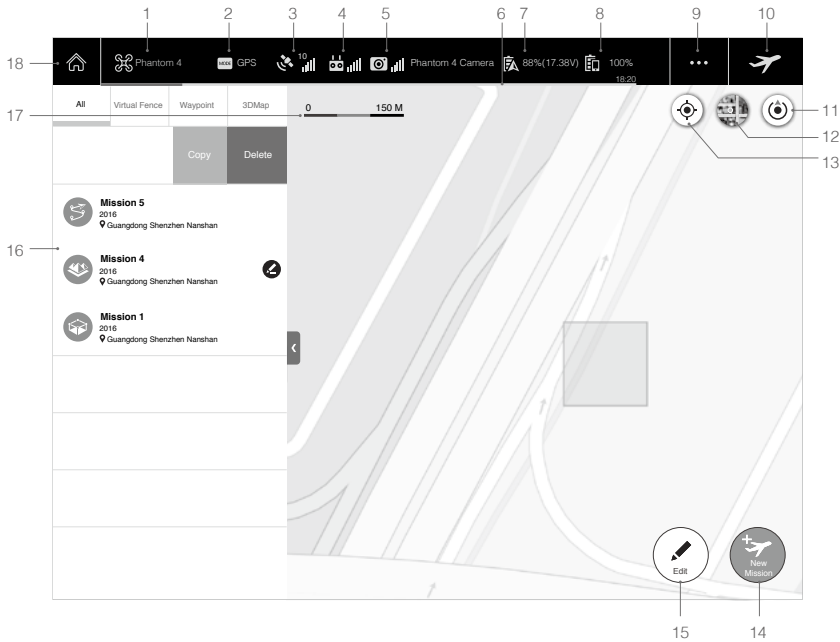 1 2 3 4 5 6 7 8 9 10
18 Phantom 4 MODE GPS 10 Phantom 4 Camera 88%(17.38V) 100%
18:20
All Virtual Fence Waypoint 3DMap
17 0 150 M
11
12
13
Copy Delete
Mission 5
2016
Guangdong Shenzhen Nanshan
16
Mission 4
2016
Guangdong Shenzhen Nanshan
Mission 1
2016
Guangdong Shenzhen Nanshan
Edit
New
Mission
15 14